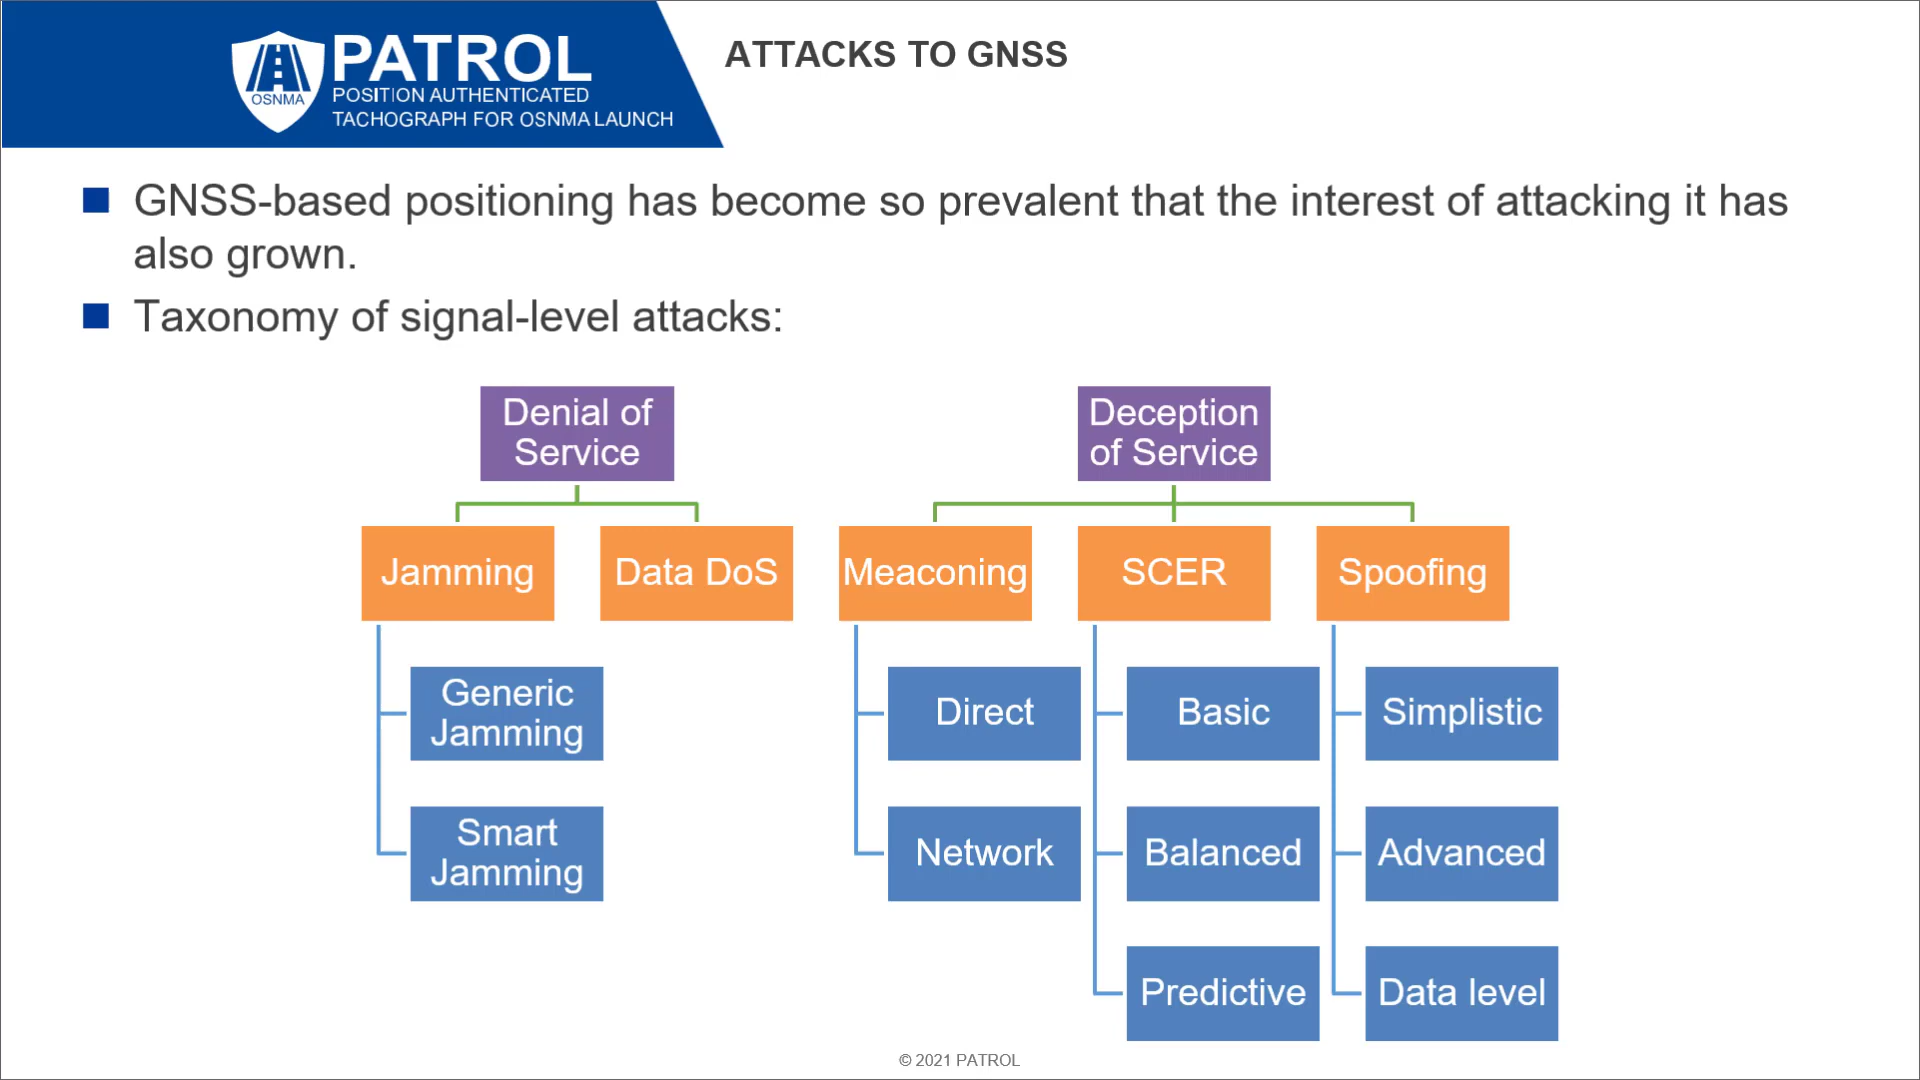 PATROL
POSITION AUTHENTICATED
TACHOGRAPH FOR OSNMA LAUNCH
OSNMA
ATTACKS TO GNSS
GNSS-based positioning has become so prevalent that the interest of attacking it has
also grown.
Taxonomy of signal-level attacks:
Denial of
Service
Deception
of Service
Jamming
Data DoS
Meaconing
SCER
Spoofing
Generic
Jamming
Direct
Basic
Simplistic
Smart
Jamming
Network
Balanced
Advanced
Predictive
Data level
© 2021 PATROL